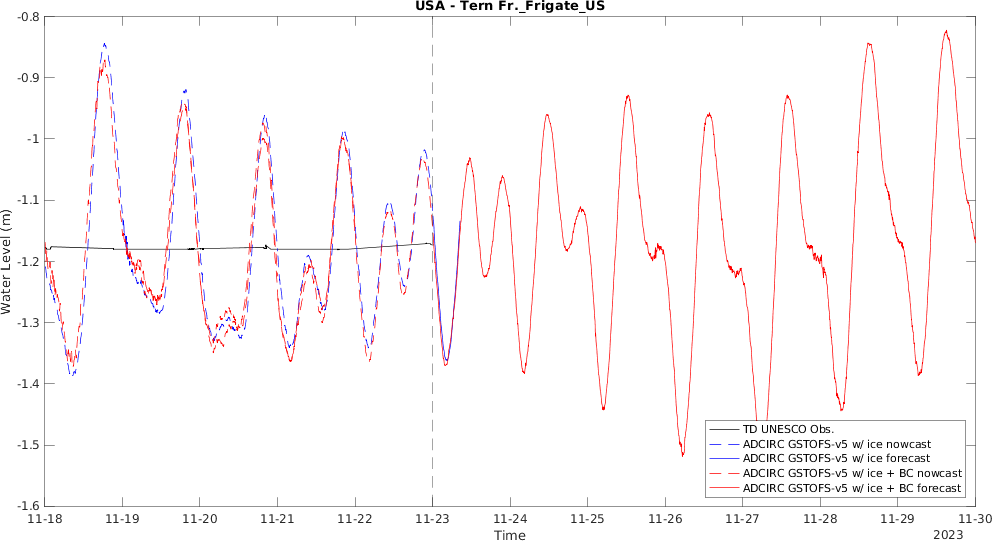 USA - Tern Fr._Frigate_US
Water Level (m)
-0.8
-0.9
-1
-1.1
-1.2
-1.3
-1.4
-1.5
-1.6
TD UNESCO Obs.
ADCIRC GSTOFS-v5 w/ ice nowcast
ADCIRC GSTOFS-v5 w/ ice forecast
ADCIRC GSTOFS-v5 w/ ice + BC nowcast
ADCIRC GSTOFS-v5 w/ ice + BC forecast
11-18 11-19 11-20 11-21 11-22 11-23 11-24 11-25 11-26 11-27 11-28 11-29 11-30
Time
2023